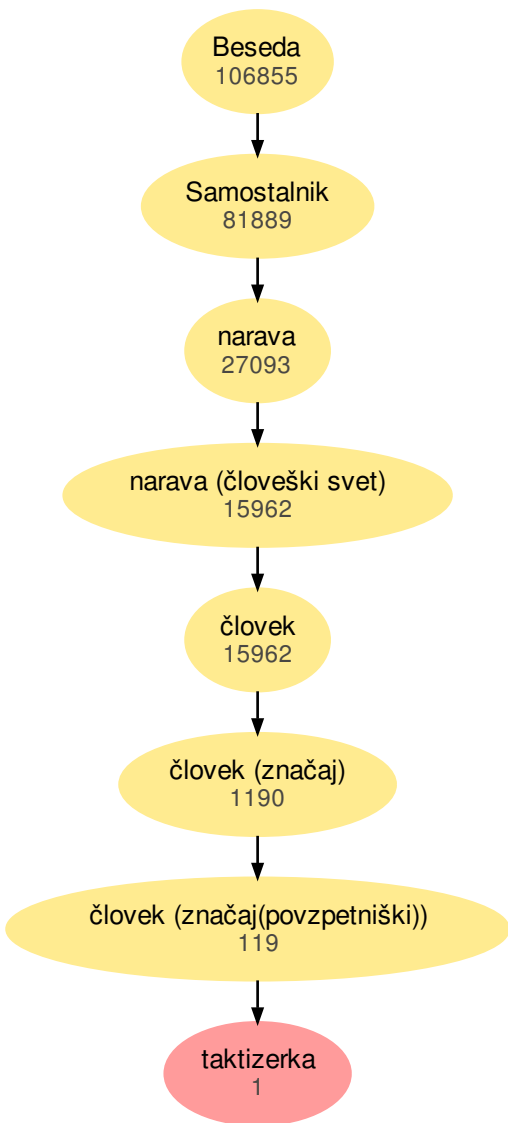 Beseda
106855
Samostalnik
81889
narava
27093
narava (človeški svet)
15962
človek
15962
človek (značaj)
1190
človek (značaj(povzpetniški))
119
taktizerka
1